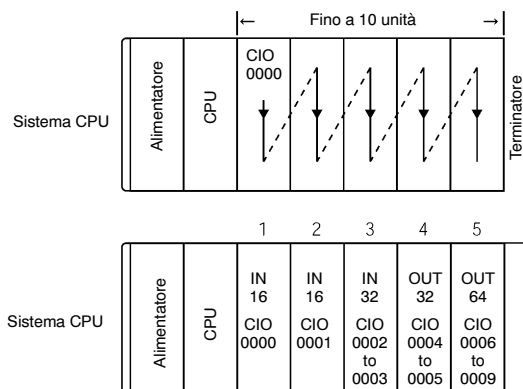 Fino a 10 unità
Sistema CPU
Alimentatore
CPU
CIO
0000
Terminatore
1 2 3 4 5
Sistema CPU
Alimentatore
CPU
IN IN IN OUT OUT
16 16 32 32 64
CIO CIO CIO CIO CIO
0000 0001 0002 0004 0006
to to to
0003 0005 0009